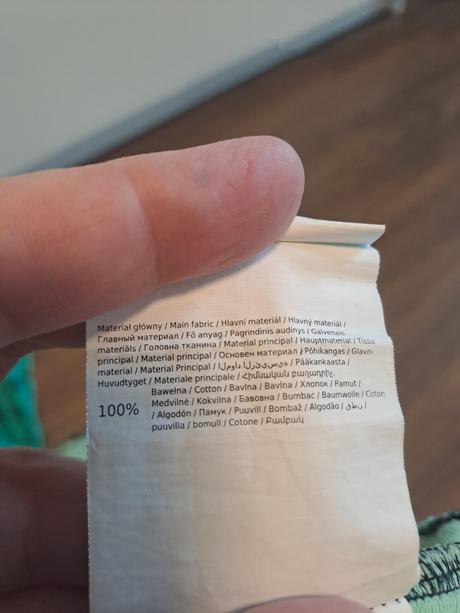 Materiał główny / Main fabric / Hlavní materiál / Hlavný materiál /
Главный материал / Fő anyag / Pagrindinis audinys / Galvenais
materiāls / Головна тканина / Material principal / Hauptmaterial / Tissu
principal / Material principal / Основен материал / Põhikangas / Glavni
material / Material Principal / المواد الرئيسية / Pääkankaasta /
Huvudtyget / Materiale principale / Հիմնական բաղադրիչ.
100% Bawełna / Cotton / Bavlna / Bavlna / Хлопок / Pamut /
Medvilnė / Kokvilna / Бавовна / Bumbac / Baumwolle / Coton
/ Algodón / Памук / Puuvill / Bombaž / Algodão / قطن /
puuvilla / bomull / Cotone / Բամբակ